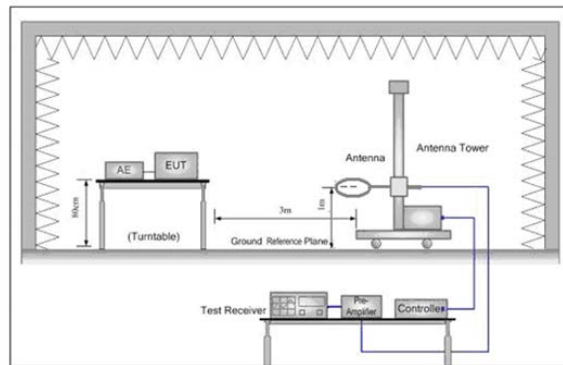 Antenna Tower
Antenna
EUT
AE
80cm
(Turntable)
3m
1m
Ground Reference Plane
Test Receiver
Pre-
Amplifier
Controller